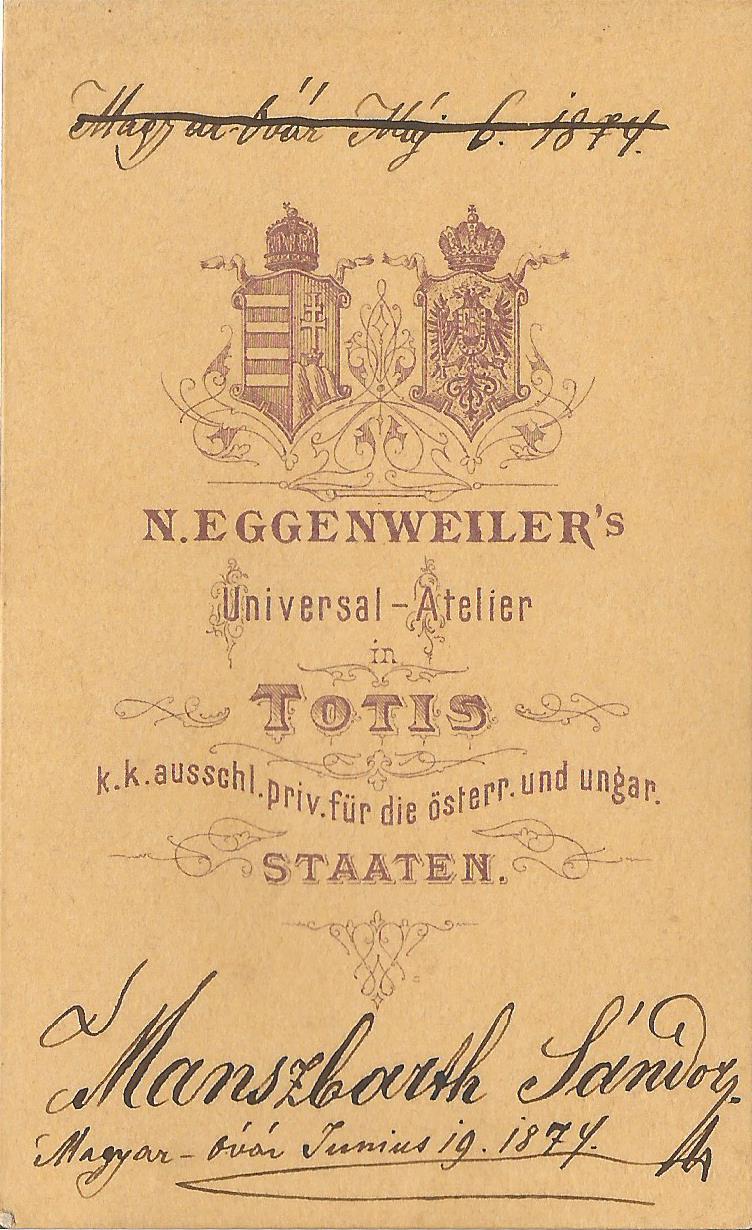 Magyar-Óvár Máj 6. 1874.
N. EGGENWEILER's
Universal-Atelier
in
TOTIS
k.k. ausschl. priv. für die österr. und ungar.
STAATEN.
Manszbarth Sándor.
Magyar-óvár Junius 19. 1874.